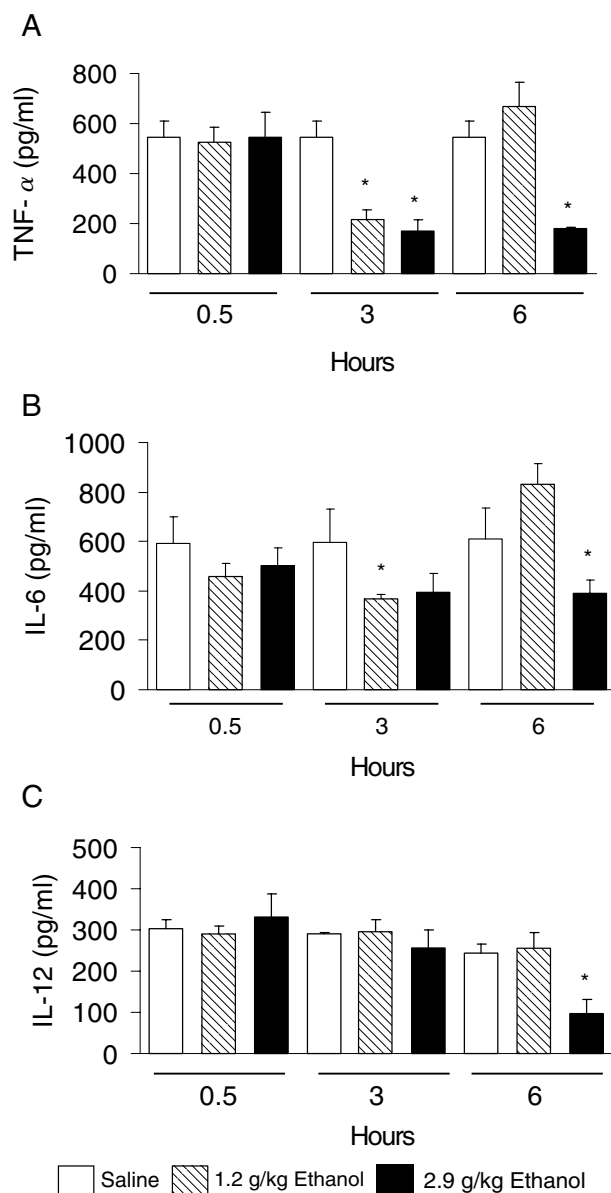 A
TNF- α (pg/ml)
800
600
400
200
0
* * *
0.5 3 6
Hours
B
IL-6 (pg/ml)
1000
800
600
400
200
0
* *
0.5 3 6
Hours
C
IL-12 (pg/ml)
500
400
300
200
100
0
*
0.5 3 6
Hours
Saline 1.2 g/kg Ethanol 2.9 g/kg Ethanol